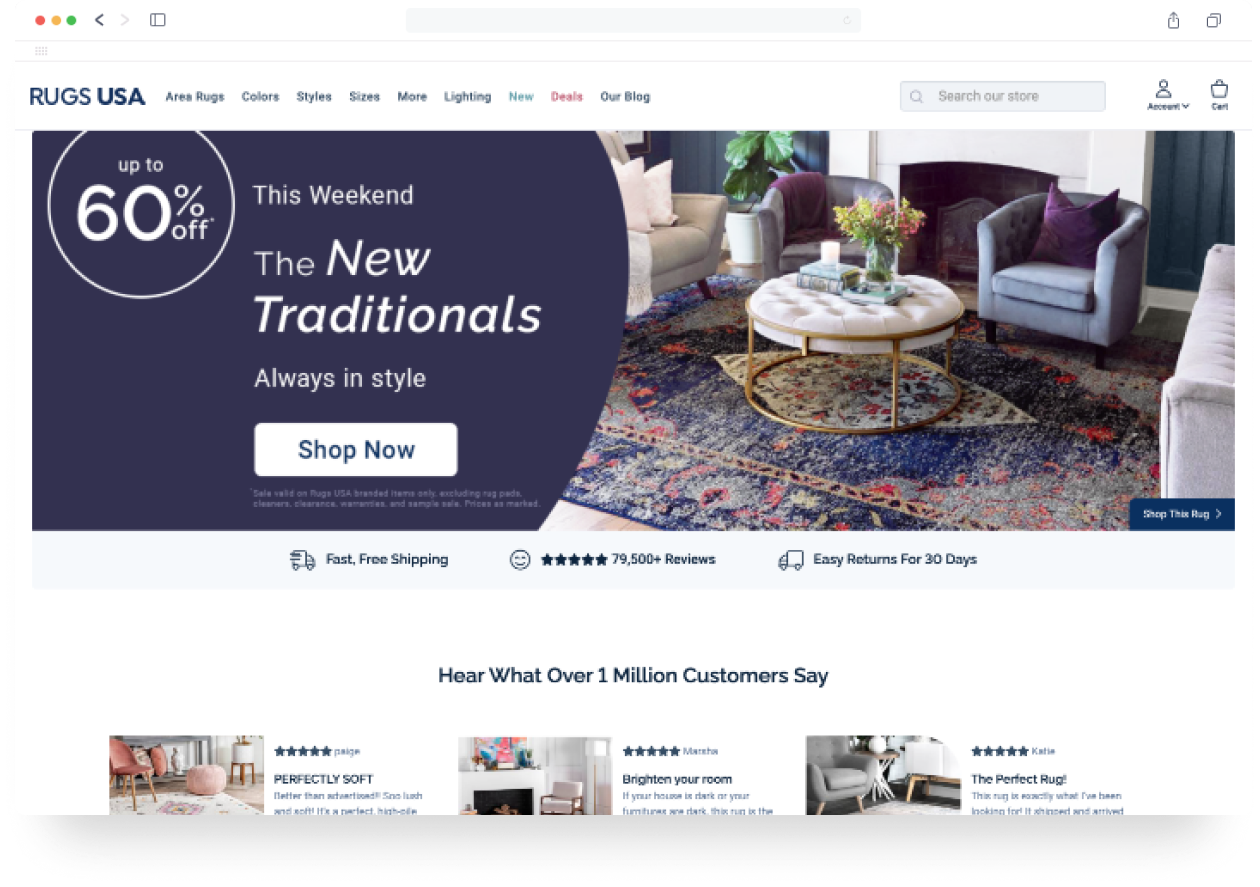 RUGS USA
Area Rugs Colors Styles Sizes More Lighting New Deals Our Blog
Search our store
Account
Cart
up to
60% off*
This Weekend
The New
Traditionals
Always in style
Shop Now
*Sale valid on Rugs USA branded items only, excluding rug pads,
cleaners, clearance, warranties, and sample sale. Prices as marked.
Shop This Rug
Fast, Free Shipping
79,500+ Reviews
Easy Returns For 30 Days
Hear What Over 1 Million Customers Say
paige
PERFECTLY SOFT
Better than advertised!! Soo lush
and soft! It's a perfect, high-pile
Marsha
Brighten your room
If your house is dark or your
furnitures are dark, this rug is the
Katie
The Perfect Rug!
This rug is exactly what I've been
looking for! It shipped and arrived